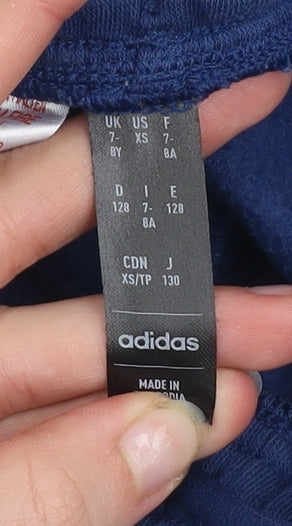 UK US F
7- XS 7-
8Y 8A
D I E
128 7- 128
8A
CDN J
XS/TP 130
adidas
MADE IN